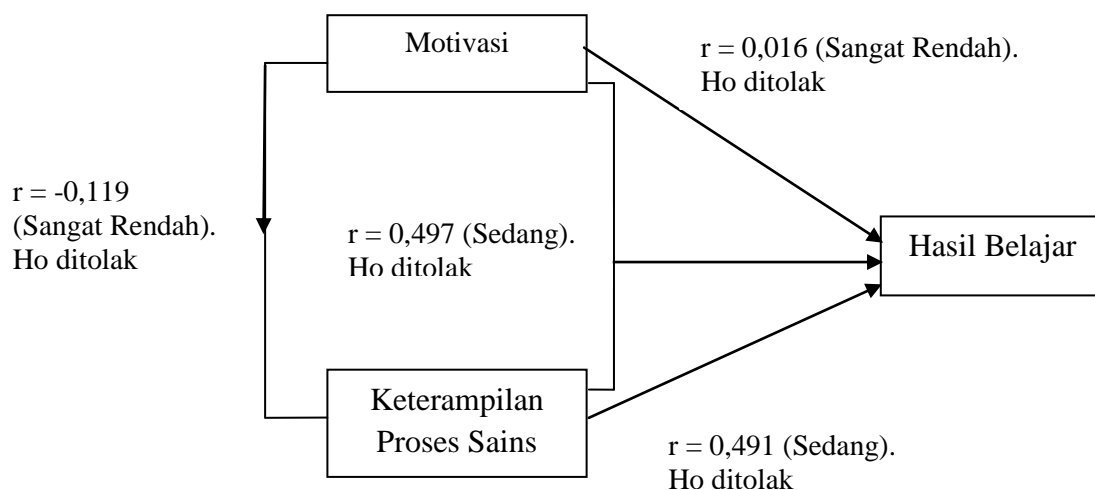 Motivasi
r = 0,016 (Sangat Rendah).
Ho ditolak
r = -0,119
(Sangat Rendah).
Ho ditolak
r = 0,497 (Sedang).
Ho ditolak
Hasil Belajar
Keterampilan
Proses Sains
r = 0,491 (Sedang).
Ho ditolak